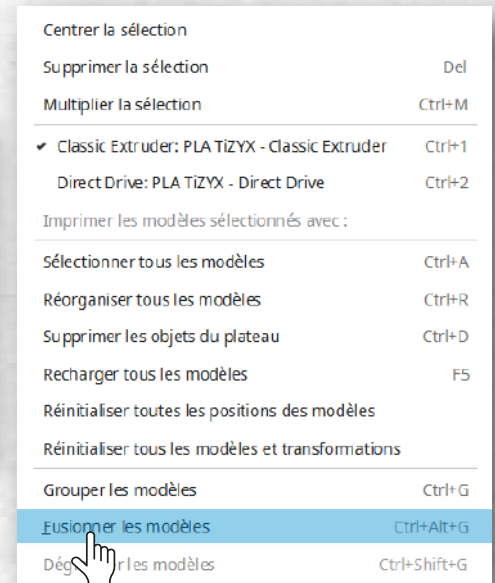 Centrer la sélection
Supprimer la sélection Del
Multiplier la sélection Ctrl+M
✔ Classic Extruder: PLA TiZYX - Classic Extruder Ctrl+1
Direct Drive: PLA TiZYX - Direct Drive Ctrl+2
Imprimer les modèles sélectionnés avec :
Sélectionner tous les modèles Ctrl+A
Réorganiser tous les modèles Ctrl+R
Supprimer les objets du plateau Ctrl+D
Recharger tous les modèles F5
Réinitialiser toutes les positions des modèles
Réinitialiser tous les modèles et transformations
Grouper les modèles Ctrl+G
Fusionner les modèles Ctrl+Alt+G
les modèles Ctrl+Shift+G